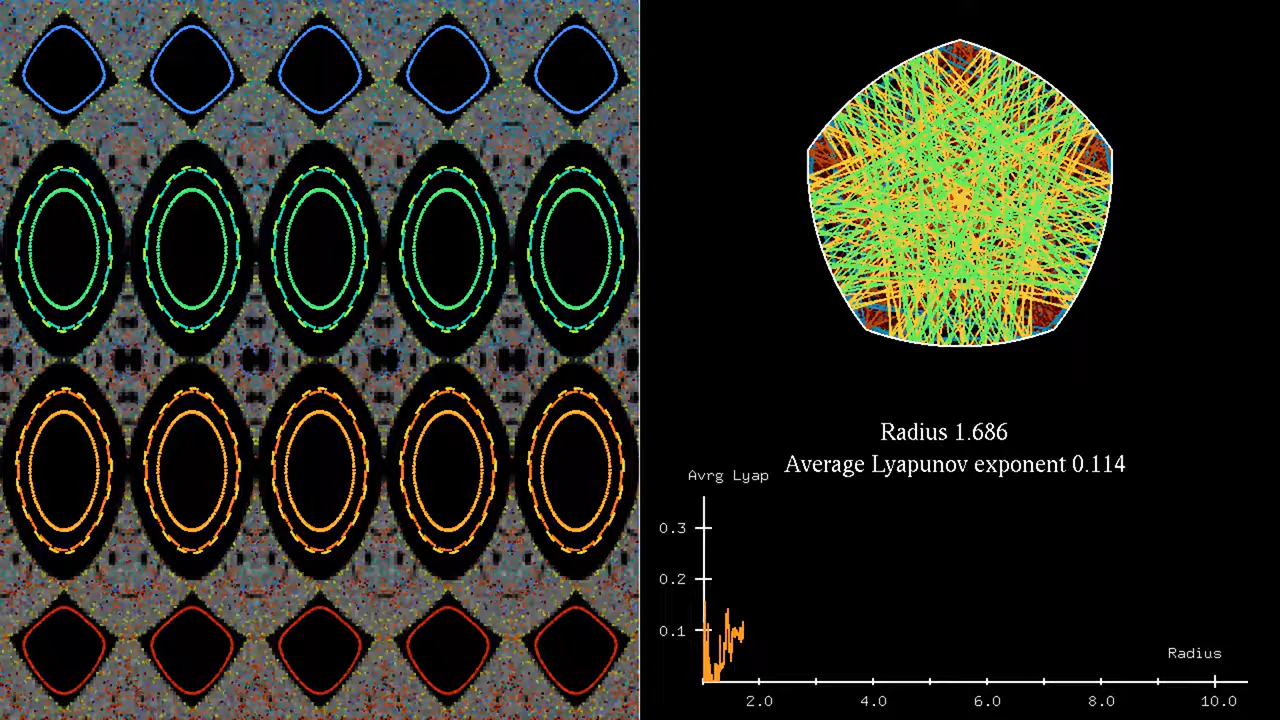 Radius 1.686
Average Lyapunov exponent 0.114
Avrg Lyap
0.3
0.2
0.1
Radius
2.0 4.0 6.0 8.0 10.0